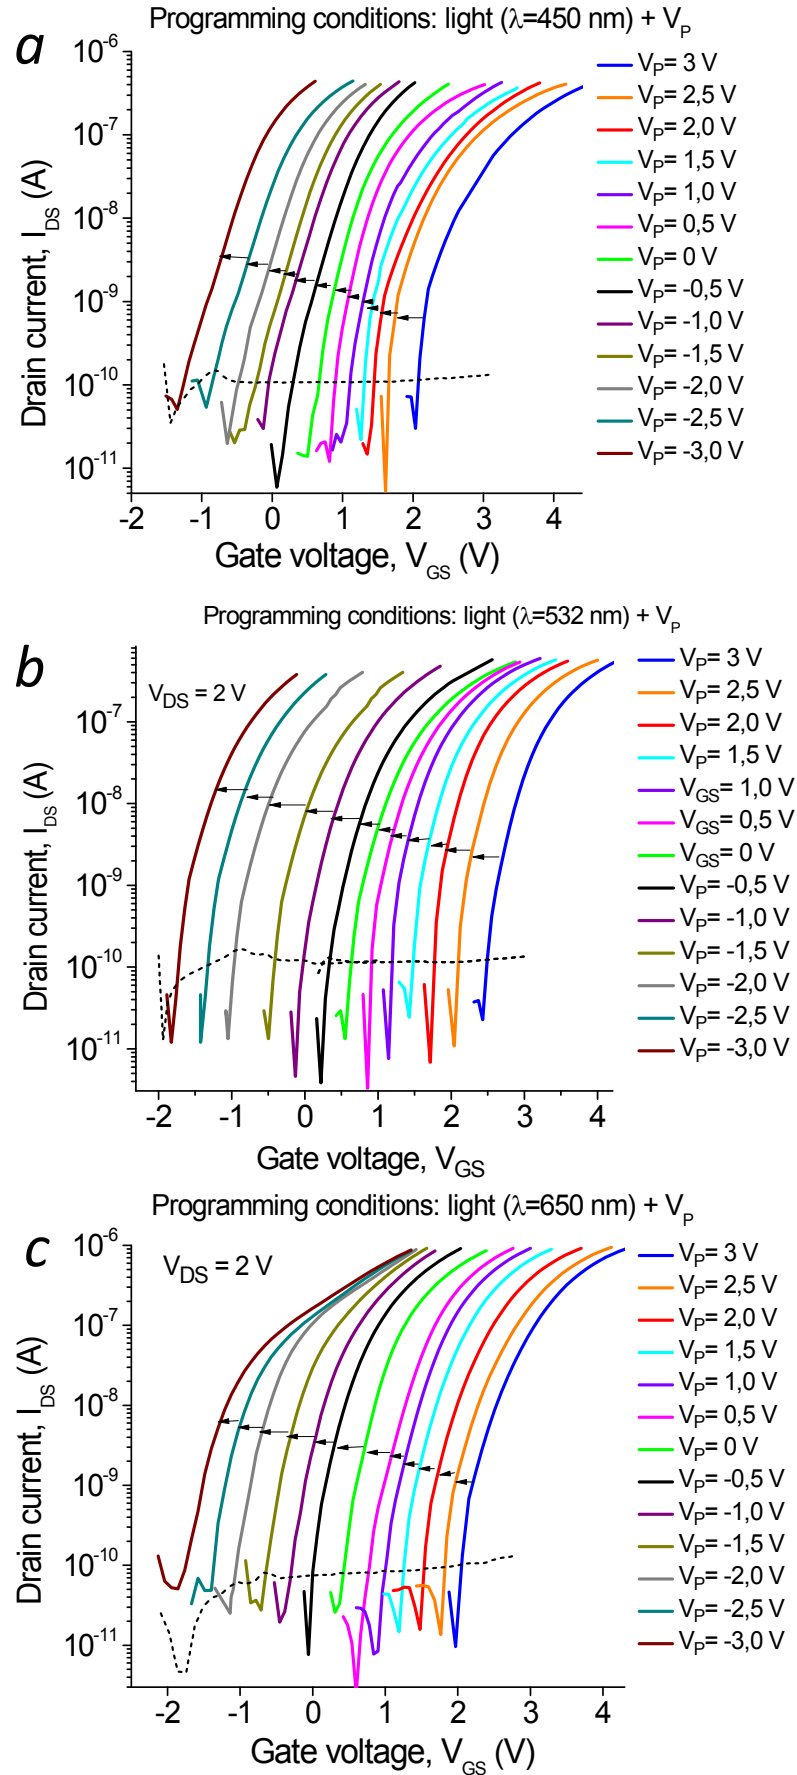 Programming conditions: light (λ=450 nm) + V_P
a
V_P= 3 V
V_P= 2,5 V
V_P= 2,0 V
V_P= 1,5 V
V_P= 1,0 V
V_P= 0,5 V
V_P= 0 V
V_P= -0,5 V
V_P= -1,0 V
V_P= -1,5 V
V_P= -2,0 V
V_P= -2,5 V
V_P= -3,0 V
Drain current, I_DS (A)
10^-6
10^-7
10^-8
10^-9
10^-10
10^-11
-2 -1 0 1 2 3 4
Gate voltage, V_GS (V)
Programming conditions: light (λ=532 nm) + V_P
b
V_DS = 2 V
V_P= 3 V
V_P= 2,5 V
V_P= 2,0 V
V_P= 1,5 V
V_GS= 1,0 V
V_GS= 0,5 V
V_GS= 0 V
V_P= -0,5 V
V_P= -1,0 V
V_P= -1,5 V
V_P= -2,0 V
V_P= -2,5 V
V_P= -3,0 V
Drain current, I_DS (A)
10^-7
10^-8
10^-9
10^-10
10^-11
-2 -1 0 1 2 3 4
Gate voltage, V_GS
Programming conditions: light (λ=650 nm) + V_P
c
V_DS = 2 V
V_P= 3 V
V_P= 2,5 V
V_P= 2,0 V
V_P= 1,5 V
V_P= 1,0 V
V_P= 0,5 V
V_P= 0 V
V_P= -0,5 V
V_P= -1,0 V
V_P= -1,5 V
V_P= -2,0 V
V_P= -2,5 V
V_P= -3,0 V
Drain current, I_DS (A)
10^-6
10^-7
10^-8
10^-9
10^-10
10^-11
-2 -1 0 1 2 3 4
Gate voltage, V_GS (V)